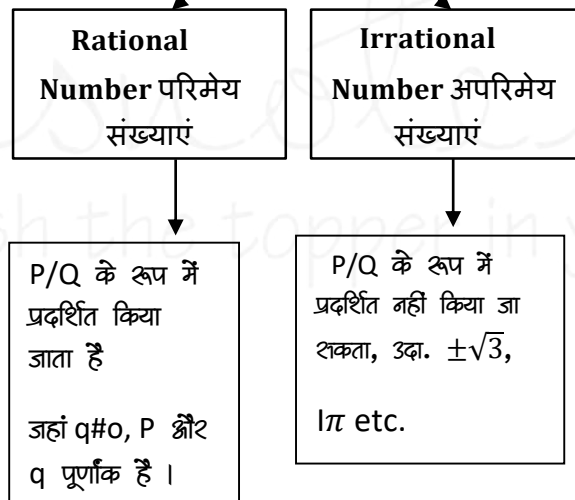 Rational
Number परिमेय
संख्याएं
Irrational
Number अपरिमेय
संख्याएं
P/Q के रूप में
प्रदर्शित किया
जाता है
जहां q#o, P और
q पूर्णांक है ।
P/Q के रूप में
प्रदर्शित नहीं किया जा
सकता, उदा. ±√3,
Iπ etc.